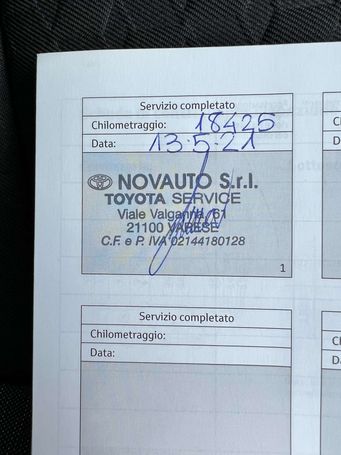 Servizio completato
Chilometraggio: 18425
Data: 13.5.21
NOVAUTO S.r.l.
TOYOTA SERVICE
Viale Valganna, 61
21100 VARESE
C.F. e P. IVA 02144180128
1
Servizio completato
Chilometraggio:
Data: